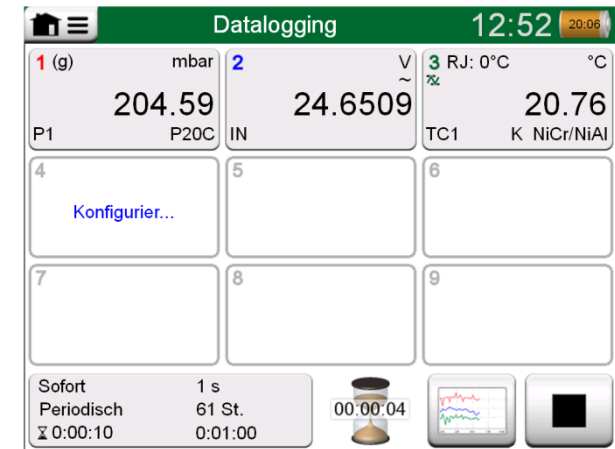 Datalogging 12:52 20:06
1 (g) mbar
204.59
P1 P20C
2 V
~
24.6509
IN
3 RJ: 0°C °C
20.76
TC1 K NiCr/NiAl
4
Konfigurier...
5
6
7
8
9
Sofort 1 s
Periodisch 61 St.
0:00:10 0:01:00
00:00:04